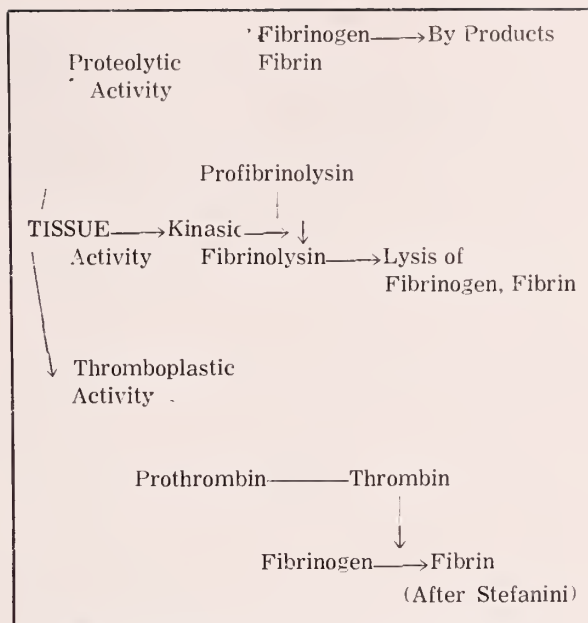 Fibrinogen → By Products
Proteolytic Fibrin
Activity
Profibrinolysin
TISSUE → Kinasic → ↓
Activity Fibrinolysin → Lysis of
Fibrinogen, Fibrin
Thromboplastic
Activity
Prothrombin — Thrombin
Fibrinogen → Fibrin
(After Stefanini)